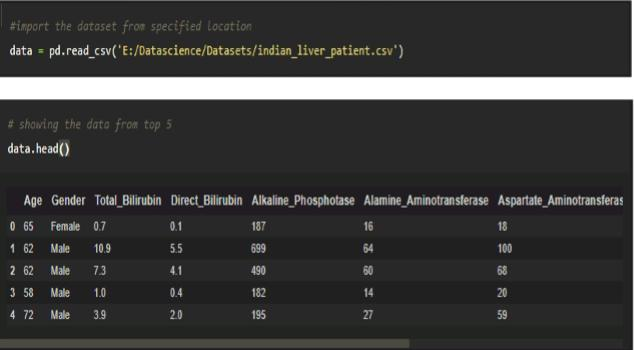 #import the dataset from specified location
data = pd.read_csv('E:/Datascience/Datasets/indian_liver_patient.csv')
# showing the data from top 5
data.head()
Age Gender Total_Bilirubin Direct_Bilirubin Alkaline_Phosphotase Alamine_Aminotransferase Aspartate_Aminotransferas
0 65 Female 0.7 0.1 187 16 18
1 62 Male 10.9 5.5 699 64 100
2 62 Male 7.3 4.1 490 60 68
3 58 Male 1.0 0.4 182 14 20
4 72 Male 3.9 2.0 195 27 59